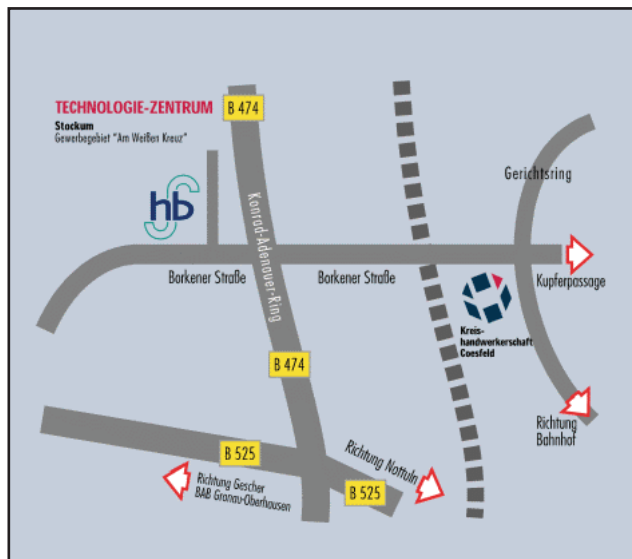 TECHNOLOGIE-ZENTRUM
B 474
Stockum
Gewerbegebiet "Am Weißen Kreuz"
hb
Gerichtsring
Konrad-Adenauer-Ring
Borkener Straße
Borkener Straße
Kupferpassage
Kreis-
handwerkerschaft
Coesfeld
B 474
Richtung
Bahnhof
B 525
Richtung Nottuln
Richtung Gescher
BAB Gronau-Oberhausen
B 525